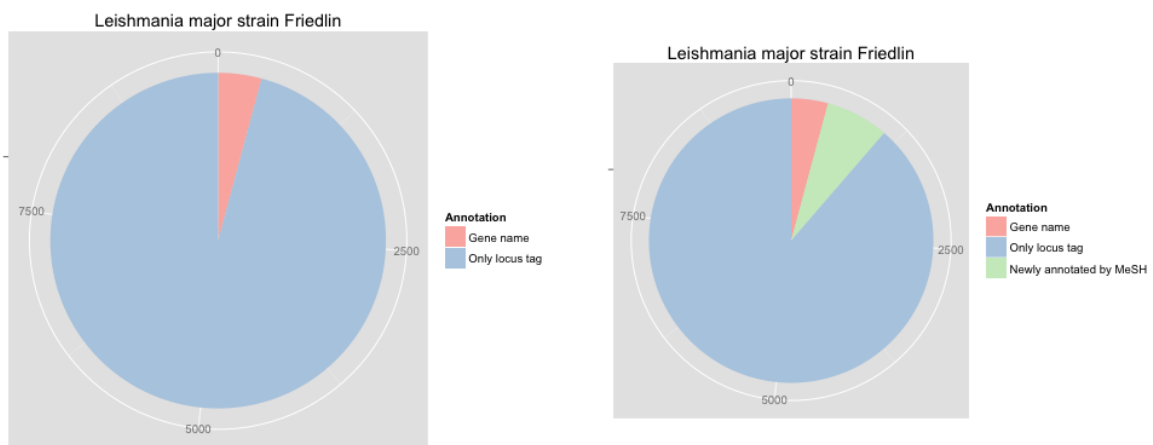 Leishmania major strain Friedlin
0
7500
2500
5000
Annotation
Gene name
Only locus tag
Leishmania major strain Friedlin
0
7500
2500
5000
Annotation
Gene name
Only locus tag
Newly annotated by MeSH